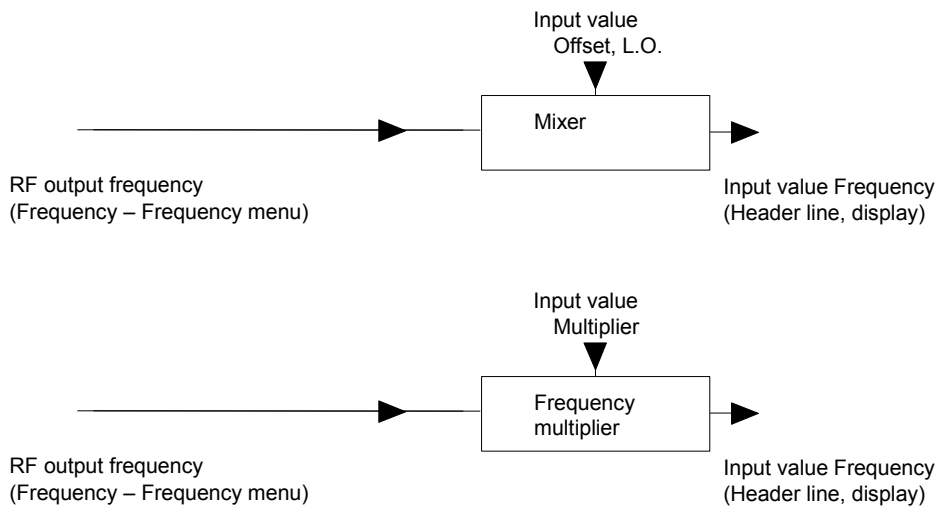 Input value
Offset, L.O.
Mixer
RF output frequency
(Frequency – Frequency menu)
Input value Frequency
(Header line, display)
Input value
Multiplier
Frequency
multiplier
RF output frequency
(Frequency – Frequency menu)
Input value Frequency
(Header line, display)